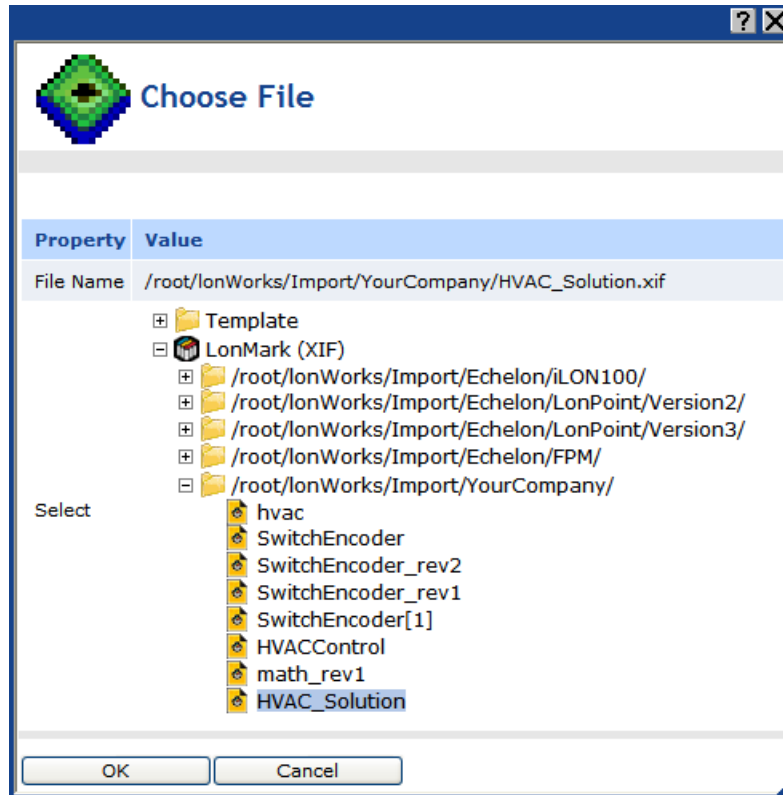 ?
Choose File
Property Value
File Name /root/lonWorks/Import/YourCompany/HVAC_Solution.xif
Template
LonMark (XIF)
/root/lonWorks/Import/Echelon/iLON100/
/root/lonWorks/Import/Echelon/LonPoint/Version2/
/root/lonWorks/Import/Echelon/LonPoint/Version3/
/root/lonWorks/Import/Echelon/FPM/
/root/lonWorks/Import/YourCompany/
Select
hvac
SwitchEncoder
SwitchEncoder_rev2
SwitchEncoder_rev1
SwitchEncoder[1]
HVACControl
math_rev1
HVAC_Solution
OK Cancel